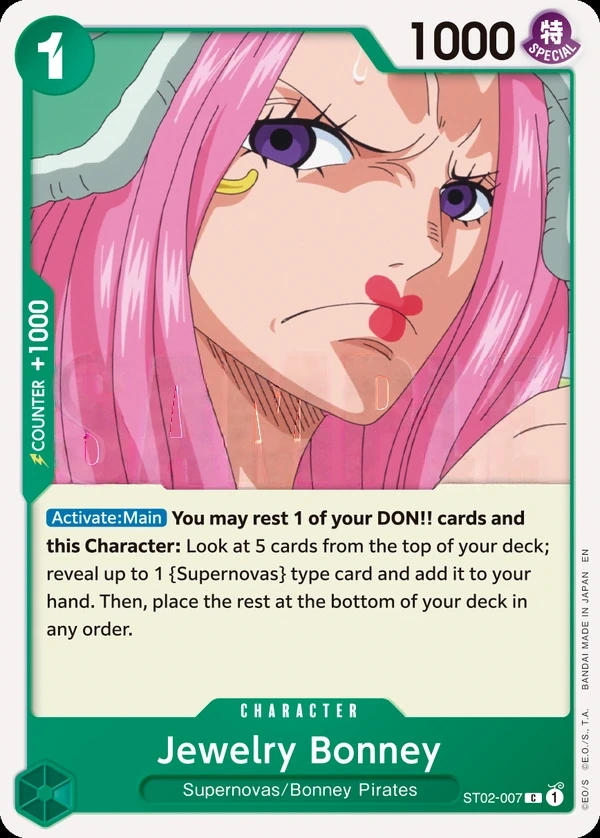 1
1000
特
SPECIAL
COUNTER +1000
SAMPLE
Activate:Main You may rest 1 of your DON!! cards and
this Character: Look at 5 cards from the top of your deck;
reveal up to 1 {Supernovas} type card and add it to your
hand. Then, place the rest at the bottom of your deck in
any order.
CHARACTER
Jewelry Bonney
Supernovas/Bonney Pirates
ST02-007 C 1
©EO/S ©E.O./S., T.A. BANDAI MADE IN JAPAN EN